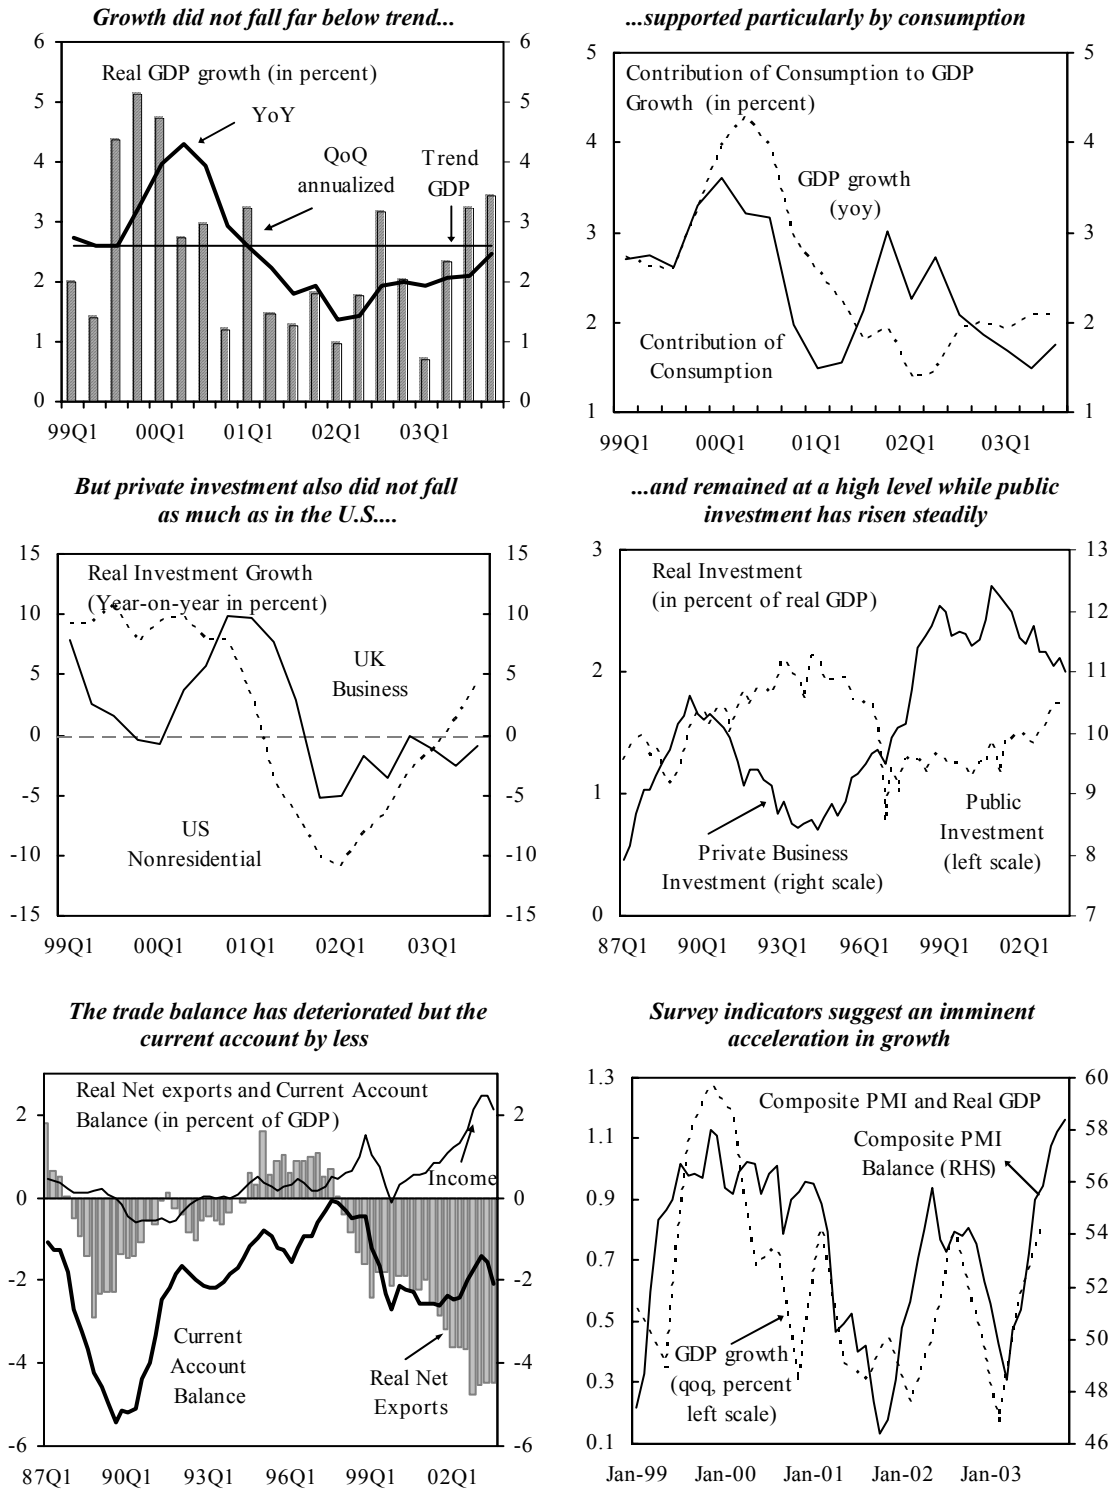 Growth did not fall far below trend...
6
5
4
3
2
1
0
6
5
4
3
2
1
0
Real GDP growth (in percent)
YoY
QoQ
annualized
Trend
GDP
99Q1 00Q1 01Q1 02Q1 03Q1
...supported particularly by consumption
5
4
3
2
1
5
4
3
2
1
Contribution of Consumption to GDP
Growth (in percent)
GDP growth
(yoy)
Contribution of
Consumption
99Q1 00Q1 01Q1 02Q1 03Q1
But private investment also did not fall
as much as in the U.S....
15
10
5
0
-5
-10
-15
15
10
5
0
-5
-10
-15
Real Investment Growth
(Year-on-year in percent)
UK
Business
US
Nonresidential
99Q1 00Q1 01Q1 02Q1 03Q1
...and remained at a high level while public
investment has risen steadily
3
2
1
0
13
12
11
10
9
8
7
Real Investment
(in percent of real GDP)
Public
Investment
(left scale)
Private Business
Investment (right scale)
87Q1 90Q1 93Q1 96Q1 99Q1 02Q1
The trade balance has deteriorated but the
current account by less
2
0
-2
-4
-6
2
0
-2
-4
-6
Real Net exports and Current Account
Balance (in percent of GDP)
Income
Current
Account
Balance
Real Net
Exports
87Q1 90Q1 93Q1 96Q1 99Q1 02Q1
Survey indicators suggest an imminent
acceleration in growth
1.3
1.1
0.9
0.7
0.5
0.3
0.1
60
58
56
54
52
50
48
46
Composite PMI and Real GDP
Composite PMI
Balance (RHS)
GDP growth
(qoq, percent
left scale)
Jan-99 Jan-00 Jan-01 Jan-02 Jan-03